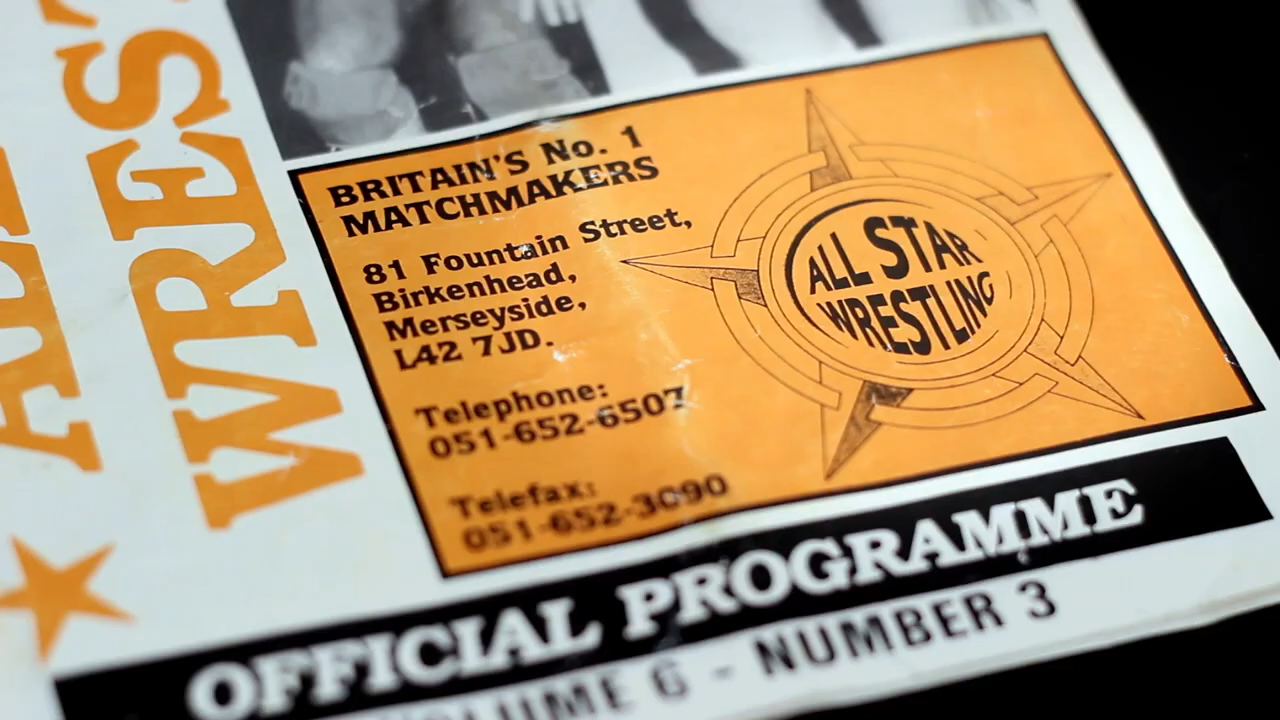 BRITAIN'S No. 1
MATCHMAKERS
81 Fountain Street,
Birkenhead,
Merseyside,
L42 7JD.
Telephone:
051-652-6507
Telefax:
051-652-3090
ALL STAR
WRESTLING
OFFICIAL PROGRAMME
VOLUME 6 - NUMBER 3